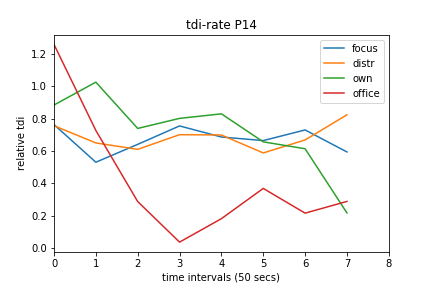 tdi-rate P14
focus
distr
own
office
relative tdi
1.2
1.0
0.8
0.6
0.4
0.2
0.0
0 1 2 3 4 5 6 7 8
time intervals (50 secs)